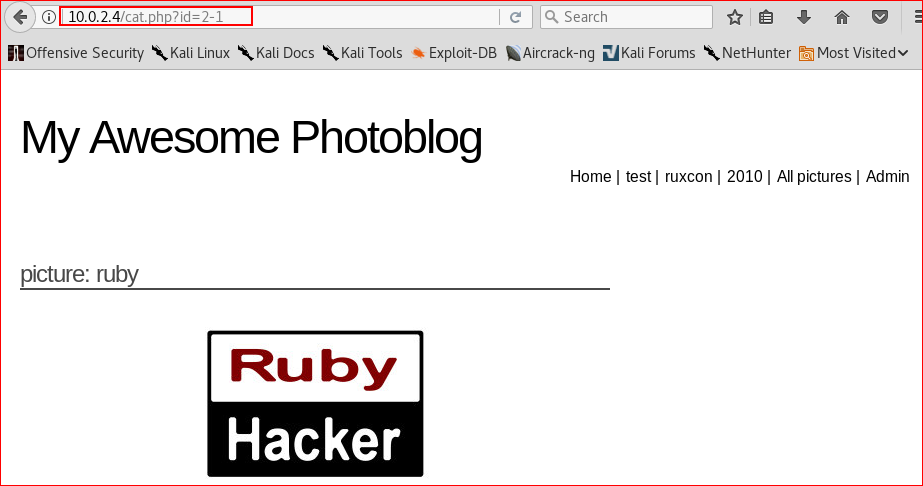 10.0.2.4/cat.php?id=2-1 Search
Offensive Security Kali Linux Kali Docs Kali Tools Exploit-DB Aircrack-ng Kali Forums NetHunter Most Visited
My Awesome Photoblog
Home | test | ruxcon | 2010 | All pictures | Admin
picture: ruby
Ruby
Hacker